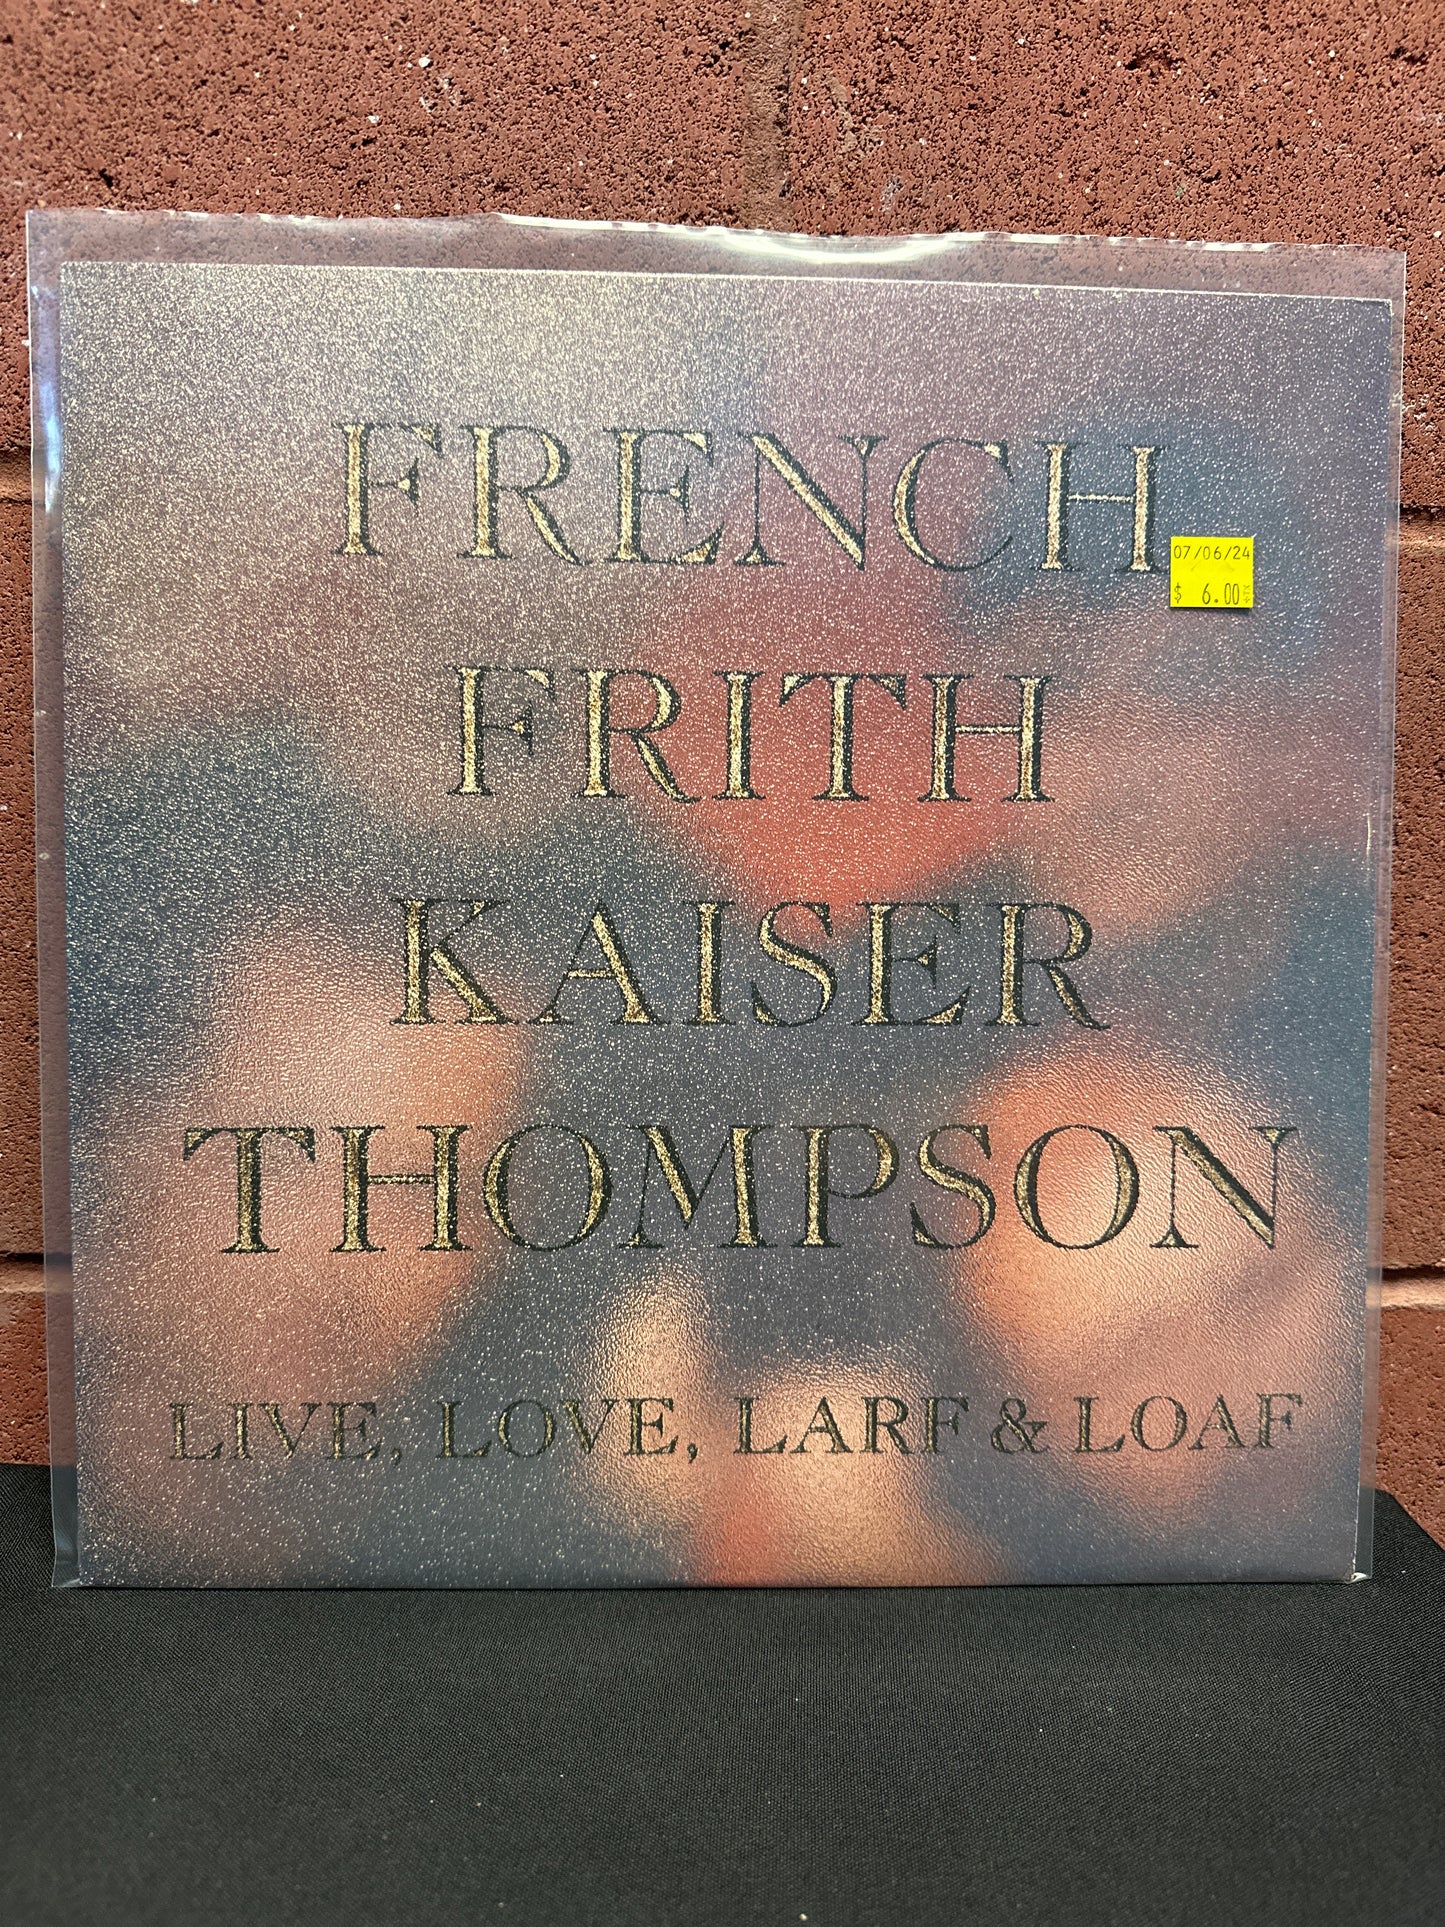 FRENCH
07/06/24
$ 6.00
FRITH
KAISER
THOMPSON
LIVE, LOVE, LARF & LOAF